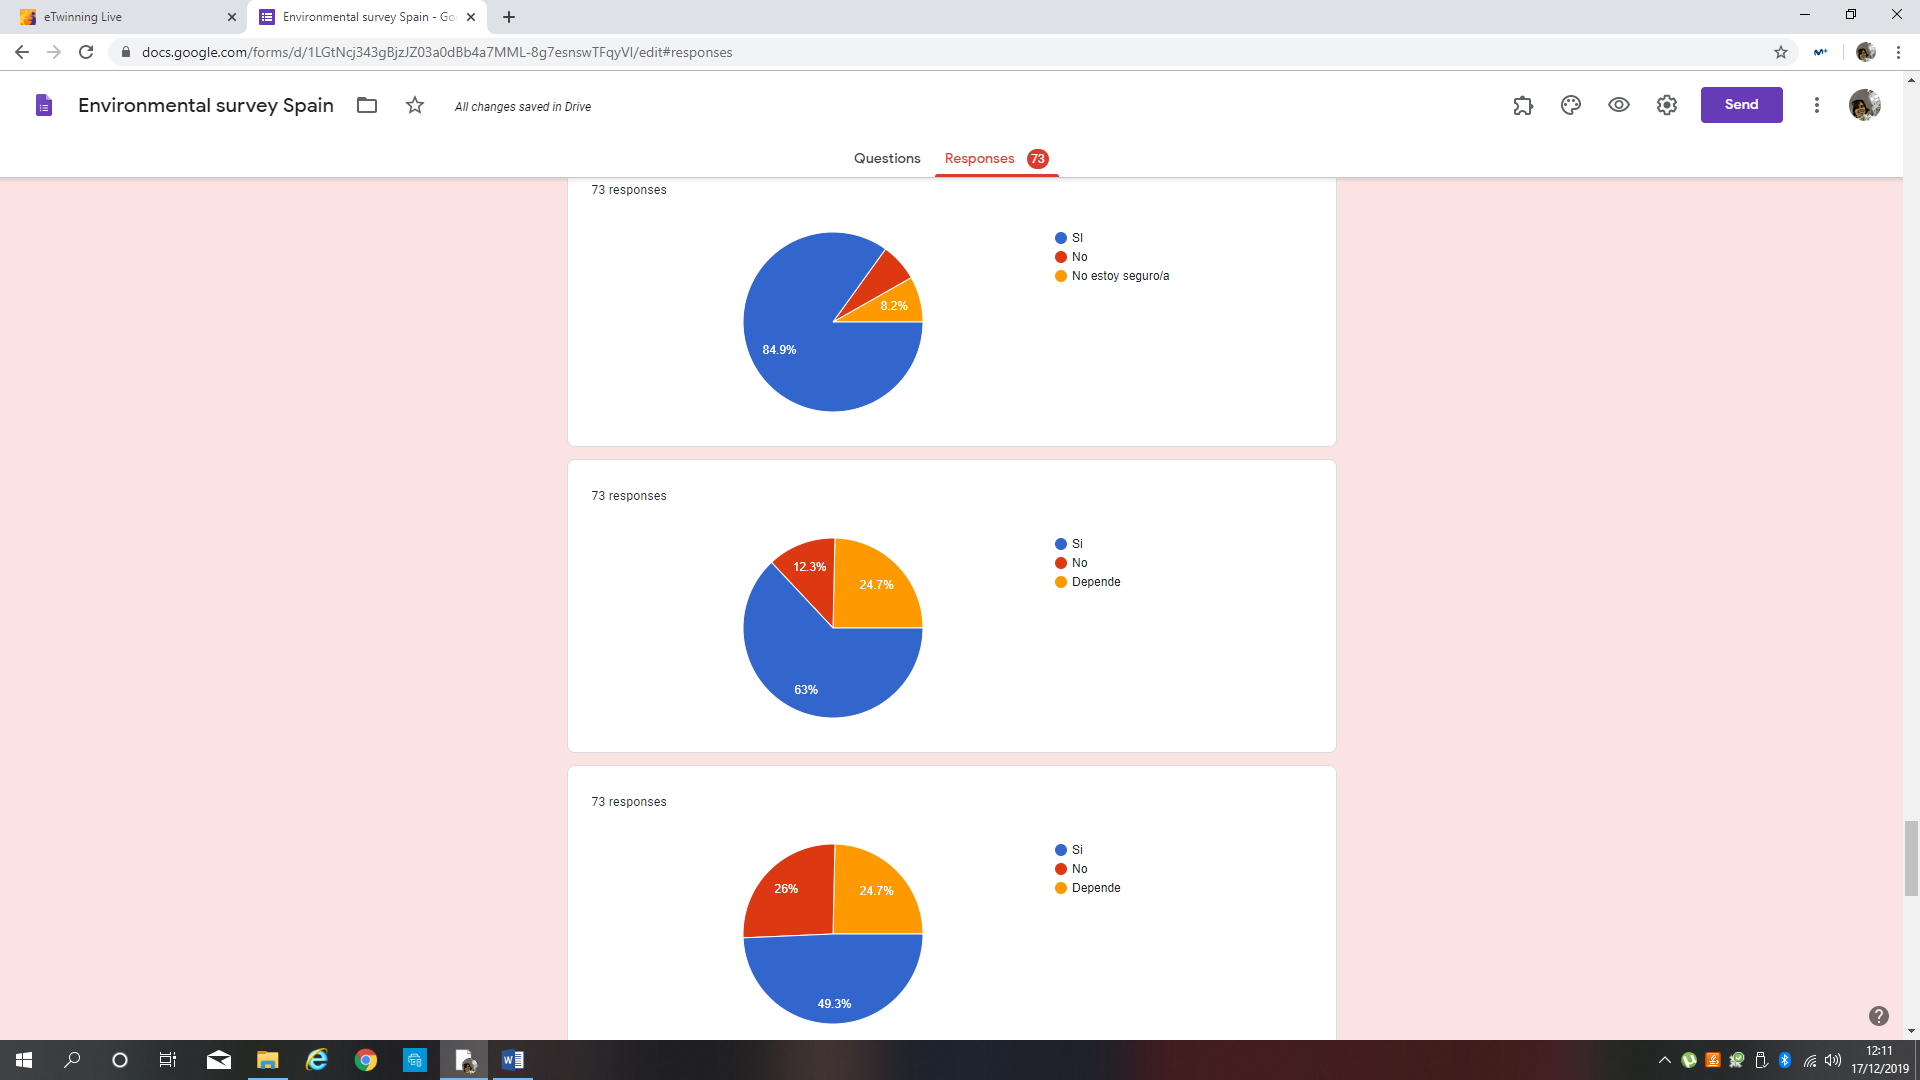 eTwinning Live
Environmental survey Spain - Go
docs.google.com/forms/d/1LGtNcj343gBjzJZ03a0dBb4a7MML-8g7esnswTFqyVI/edit#responses
Environmental survey Spain
All changes saved in Drive
Send
Questions
Responses 73
73 responses
SI
No
No estoy seguro/a
8.2%
84.9%
73 responses
Si
No
Depende
12.3%
24.7%
63%
73 responses
Si
No
Depende
26%
24.7%
49.3%
12:11
17/12/2019